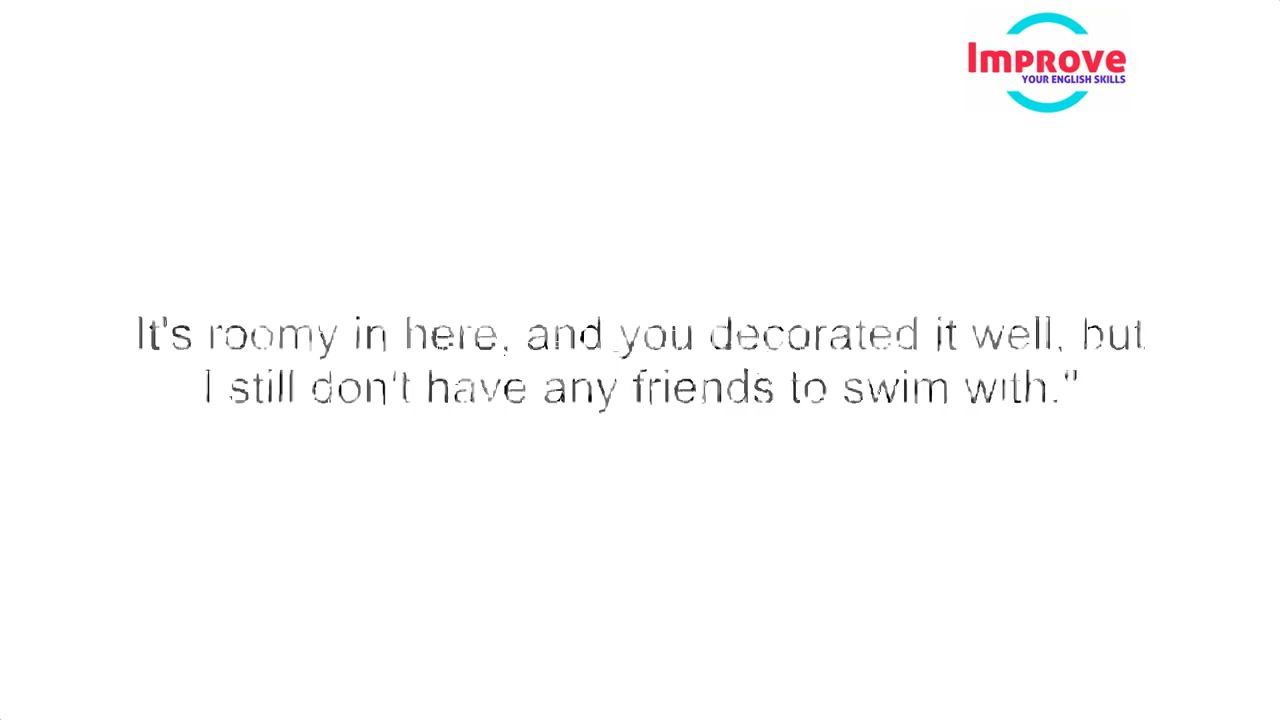 Improve
YOUR ENGLISH SKILLS
It's roomy in here, and you decorated it well, but
I still don't have any friends to swim with."